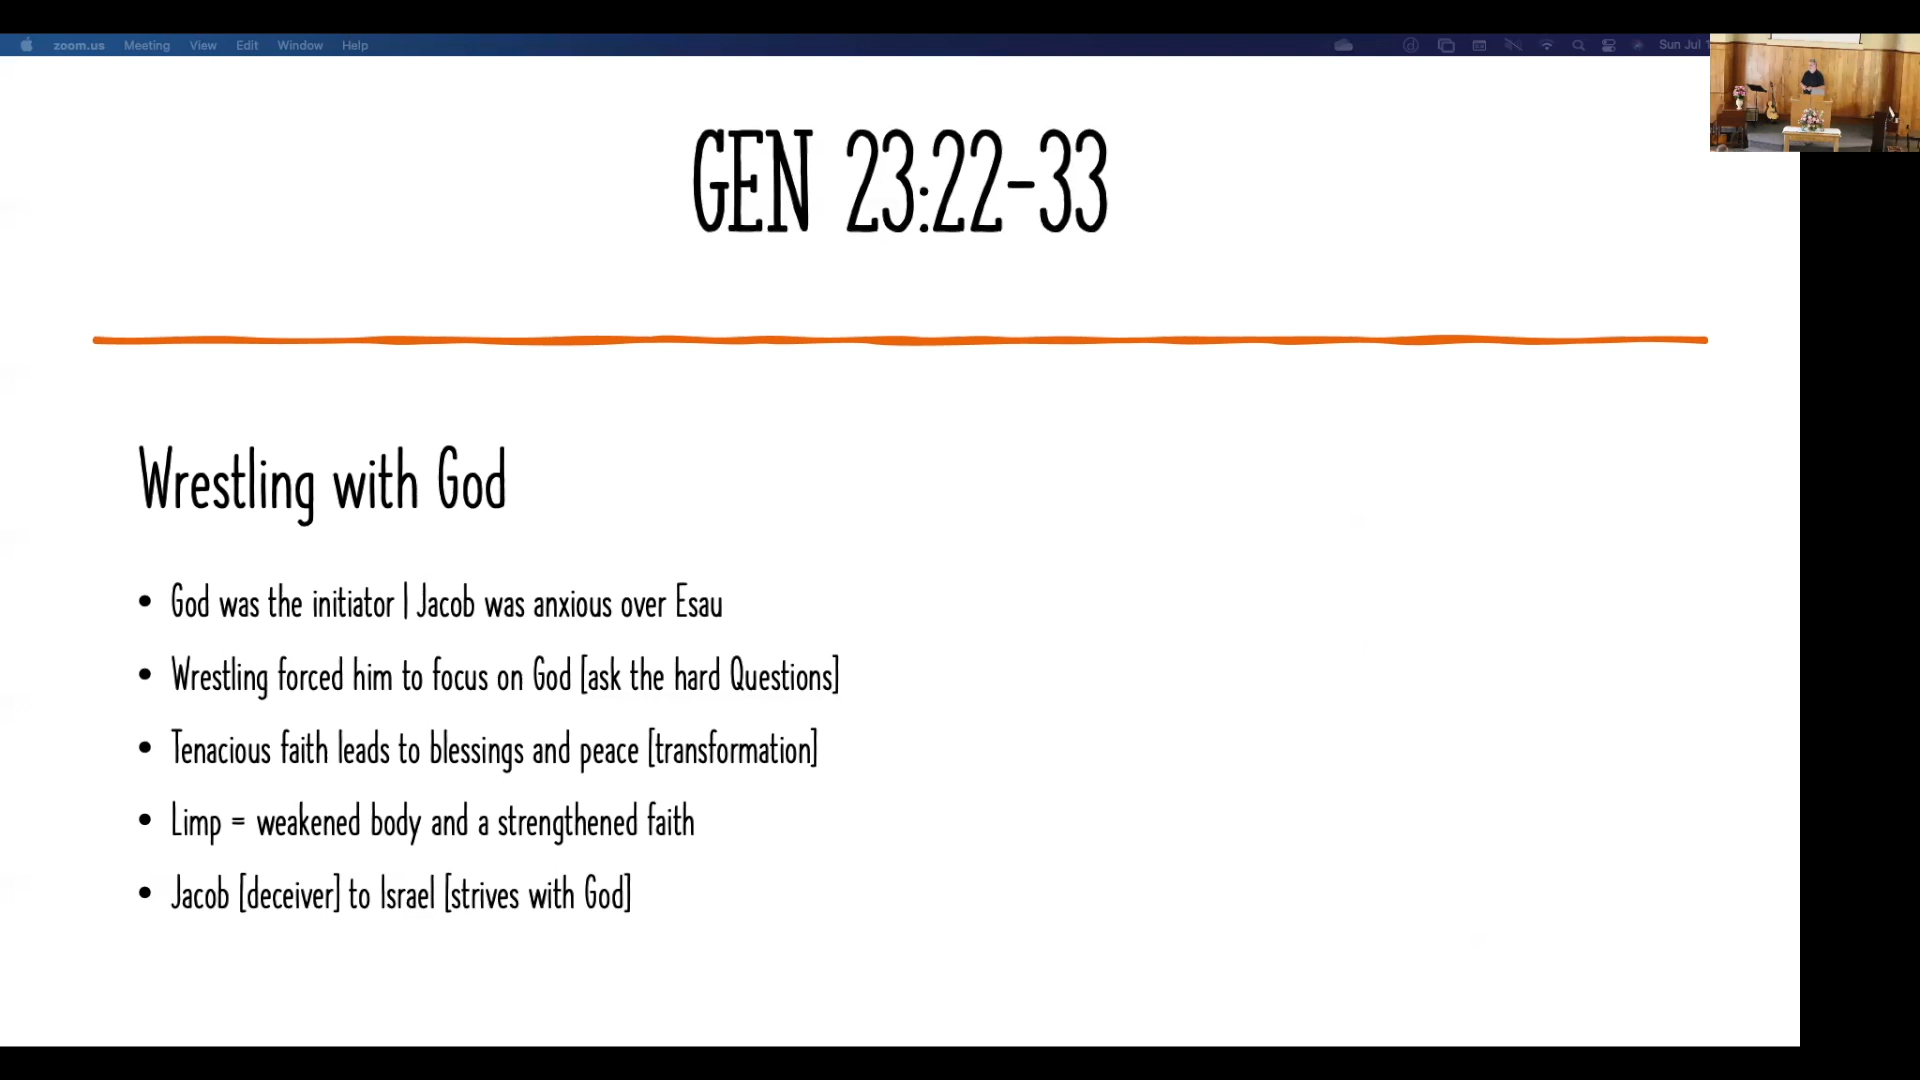 zoom.us Meeting View Edit Window Help Sun Jul
GEN 23:22-33
Wrestling with God
• God was the initiator | Jacob was anxious over Esau
• Wrestling forced him to focus on God [ask the hard Questions]
• Tenacious faith leads to blessings and peace [transformation]
• Limp = weakened body and a strengthened faith
• Jacob [deceiver] to Israel [strives with God]